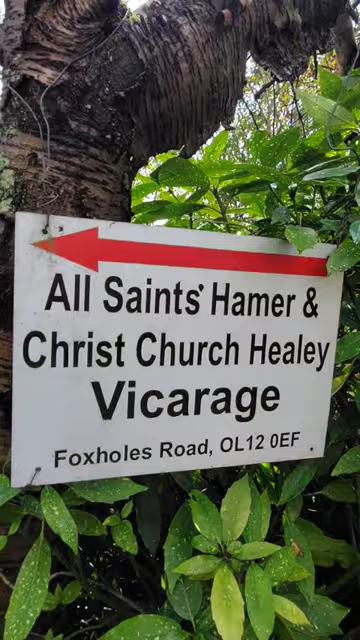 All Saints' Hamer &
Christ Church Healey
Vicarage
Foxholes Road, OL12 0EF